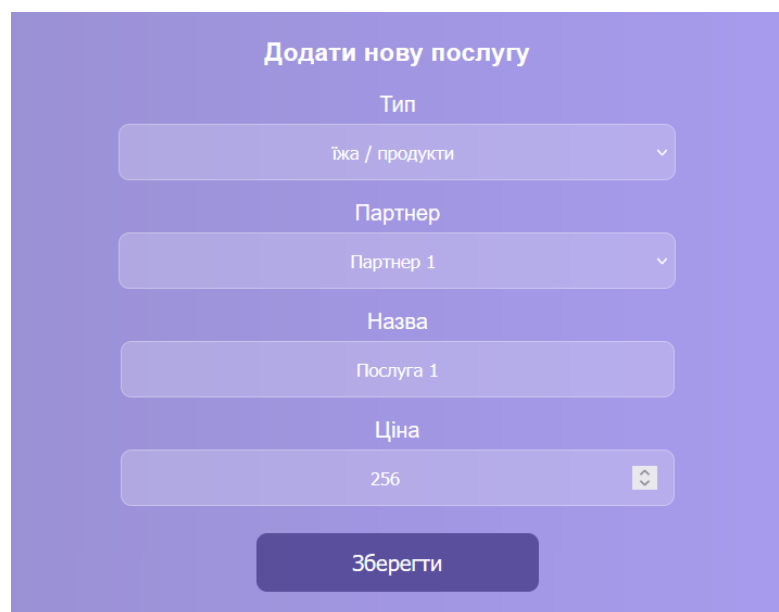 Додати нову послугу
Тип
їжа / продукти
Партнер
Партнер 1
Назва
Послуга 1
Ціна
256
Зберегти